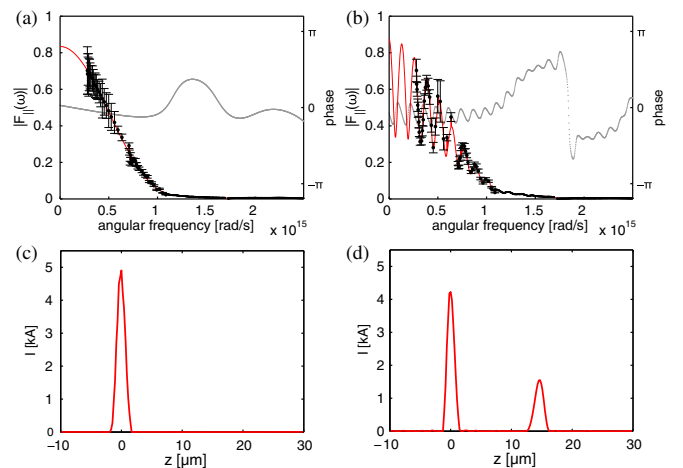 (a)
(b)
|F||(ω)|
1
0.8
0.6
0.4
0.2
0
π
0
−π
phase
0 0.5 1 1.5 2
angular frequency [rad/s]
x 10^15
|F||(ω)|
1
0.8
0.6
0.4
0.2
0
π
0
−π
phase
0 0.5 1 1.5 2
angular frequency [rad/s]
x 10^15
(c)
(d)
I [kA]
5
4
3
2
1
0
−10 0 10 20 30
z [μm]
I [kA]
5
4
3
2
1
0
−10 0 10 20 30
z [μm]